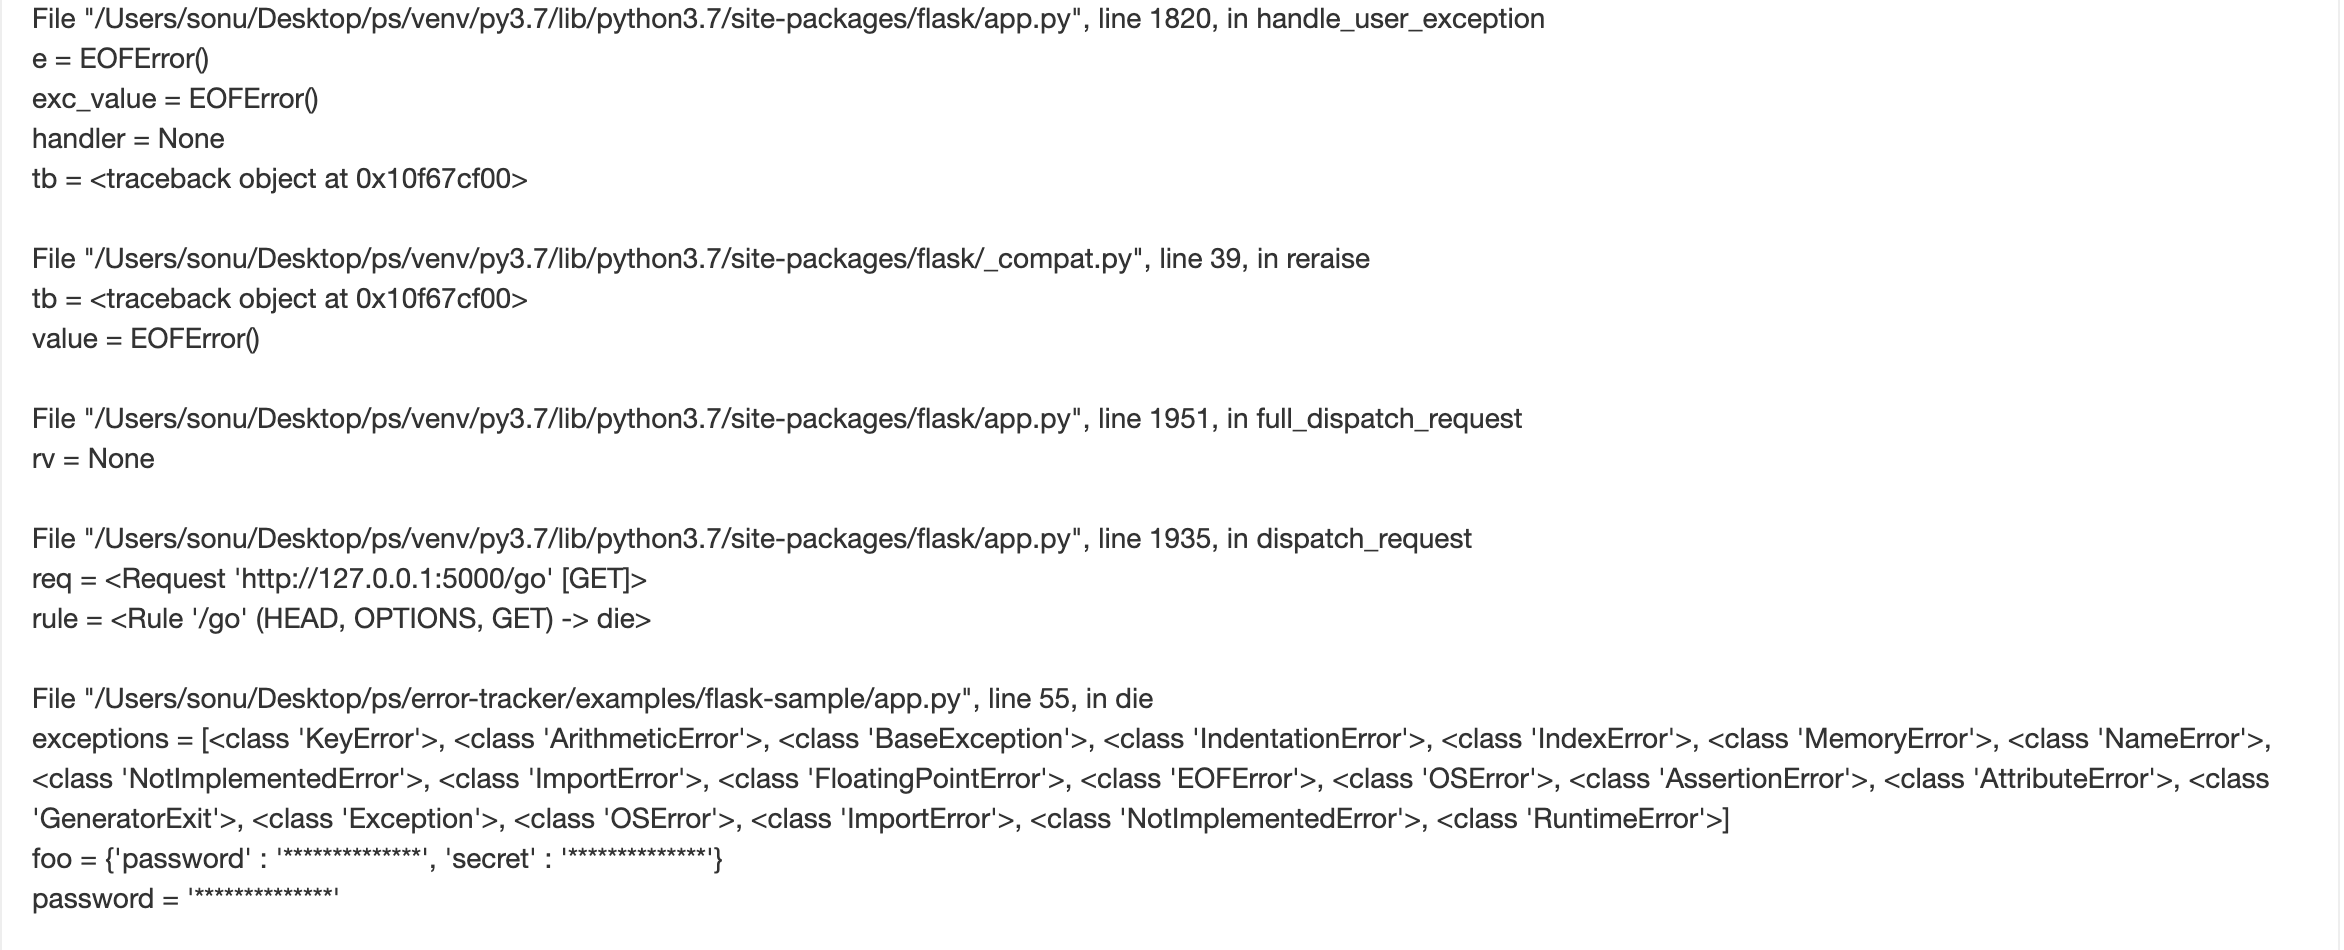 File "/Users/sonu/Desktop/ps/venv/py3.7/lib/python3.7/site-packages/flask/app.py", line 1820, in handle_user_exception
e = EOFError()
exc_value = EOFError()
handler = None
tb = <traceback object at 0x10f67cf00>
File "/Users/sonu/Desktop/ps/venv/py3.7/lib/python3.7/site-packages/flask/_compat.py", line 39, in reraise
tb = <traceback object at 0x10f67cf00>
value = EOFError()
File "/Users/sonu/Desktop/ps/venv/py3.7/lib/python3.7/site-packages/flask/app.py", line 1951, in full_dispatch_request
rv = None
File "/Users/sonu/Desktop/ps/venv/py3.7/lib/python3.7/site-packages/flask/app.py", line 1935, in dispatch_request
req = <Request 'http://127.0.0.1:5000/go' [GET]>
rule = <Rule '/go' (HEAD, OPTIONS, GET) -> die>
File "/Users/sonu/Desktop/ps/error-tracker/examples/flask-sample/app.py", line 55, in die
exceptions = [<class 'KeyError'>, <class 'ArithmeticError'>, <class 'BaseException'>, <class 'IndentationError'>, <class 'IndexError'>, <class 'MemoryError'>, <class 'NameError'>,
<class 'NotImplementedError'>, <class 'ImportError'>, <class 'FloatingPointError'>, <class 'EOFError'>, <class 'OSError'>, <class 'AssertionError'>, <class 'AttributeError'>, <class
'GeneratorExit'>, <class 'Exception'>, <class 'OSError'>, <class 'ImportError'>, <class 'NotImplementedError'>, <class 'RuntimeError'>]
foo = {'password' : '**************', 'secret' : '**************'}
password = '**************'